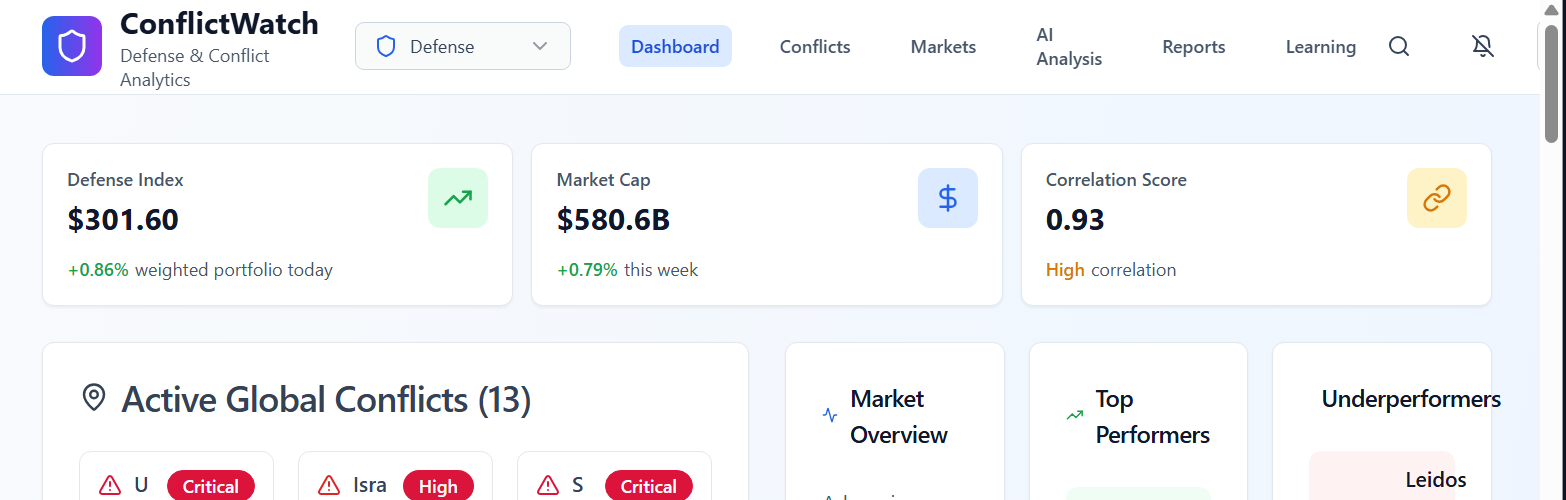 ConflictWatch
Defense & Conflict
Analytics
Defense
Dashboard
Conflicts
Markets
AI
Analysis
Reports
Learning
Defense Index
$301.60
+0.86% weighted portfolio today
Market Cap
$580.6B
+0.79% this week
Correlation Score
0.93
High correlation
Active Global Conflicts (13)
U Critical
Isra High
S Critical
Market
Overview
Top
Performers
Underperformers
Leidos